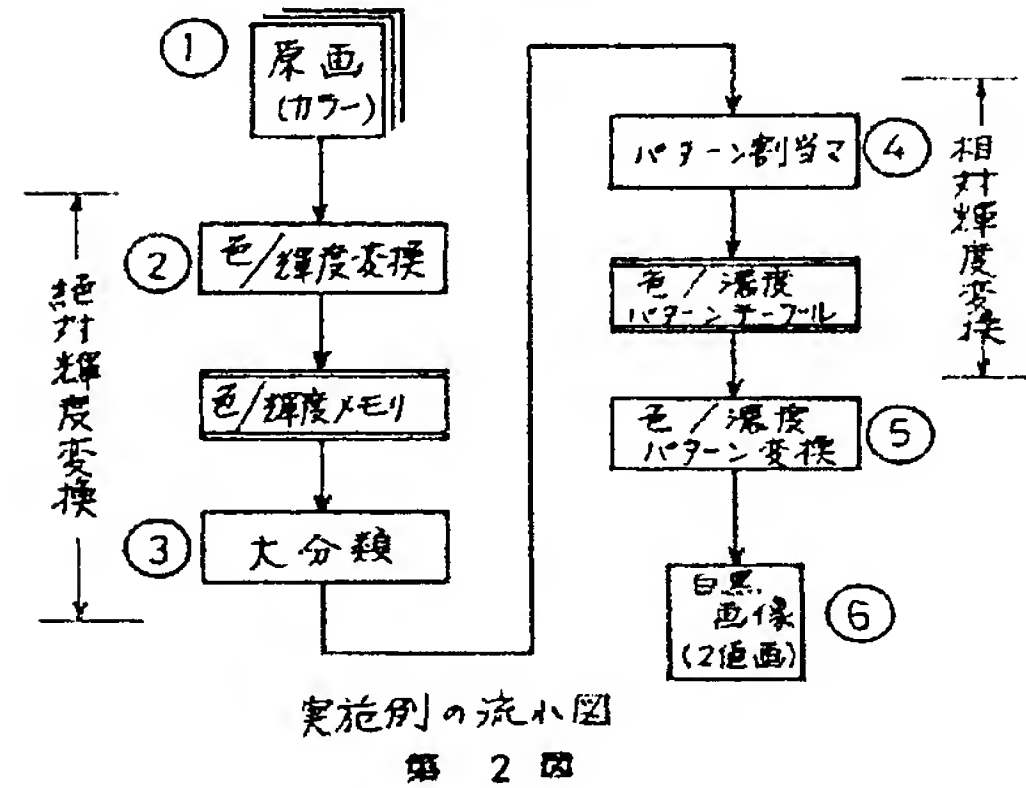 ①
原画
(カラー)
②
色/輝度変換
色/輝度メモリ
③
大分類
絶対輝度変換
④
パターン割当て
色/濃度
パターンテーブル
⑤
色/濃度
パターン変換
⑥
白黒
画像
(2値画)
相対輝度変換
実施例の流れ図
第 2 図